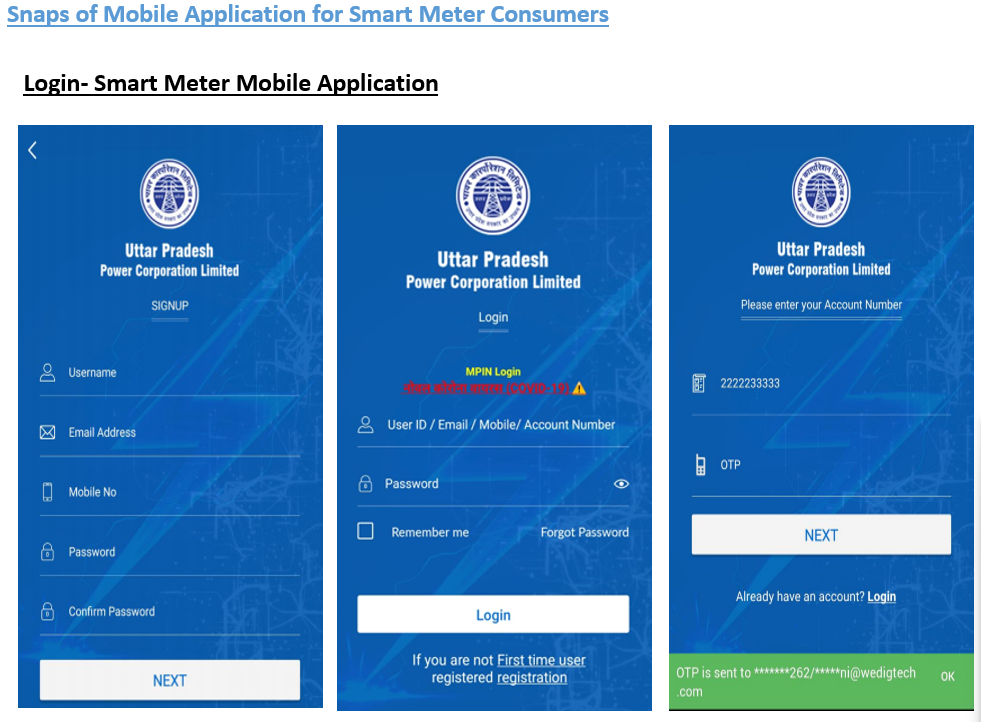 Snaps of Mobile Application for Smart Meter Consumers
Login- Smart Meter Mobile Application
Uttar Pradesh
Power Corporation Limited
SIGNUP
Username
Email Address
Mobile No
Password
Confirm Password
NEXT
Uttar Pradesh
Power Corporation Limited
Login
MPIN Login
नोवल कोरोना वायरस (COVID-19)
User ID / Email / Mobile/ Account Number
Password
Remember me Forgot Password
Login
If you are not First time user
registered registration
Uttar Pradesh
Power Corporation Limited
Please enter your Account Number
2222233333
OTP
NEXT
Already have an account? Login
OTP is sent to *******262/*****ni@wedigtech
.com
OK